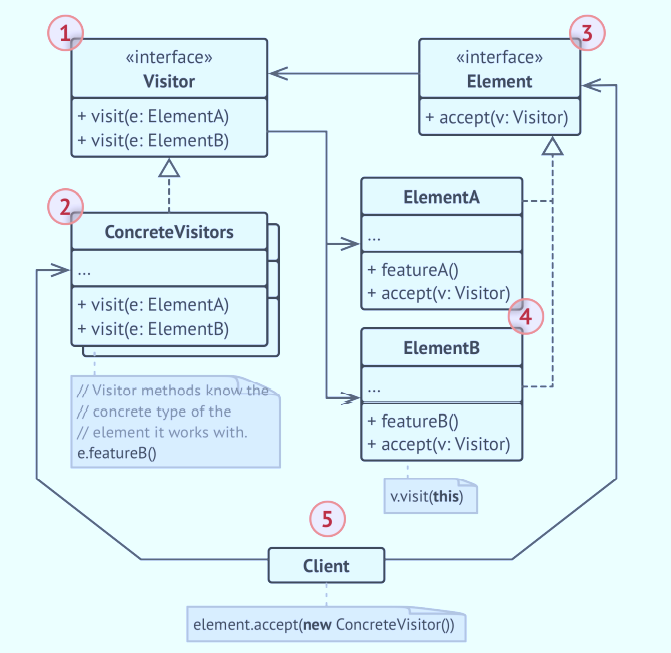 1
«interface»
Visitor
+ visit(e: ElementA)
+ visit(e: ElementB)
3
«interface»
Element
+ accept(v: Visitor)
2
ConcreteVisitors
...
+ visit(e: ElementA)
+ visit(e: ElementB)
// Visitor methods know the
// concrete type of the
// element it works with.
e.featureB()
ElementA
...
+ featureA()
+ accept(v: Visitor)
4
ElementB
...
+ featureB()
+ accept(v: Visitor)
v.visit(this)
5
Client
element.accept(new ConcreteVisitor())